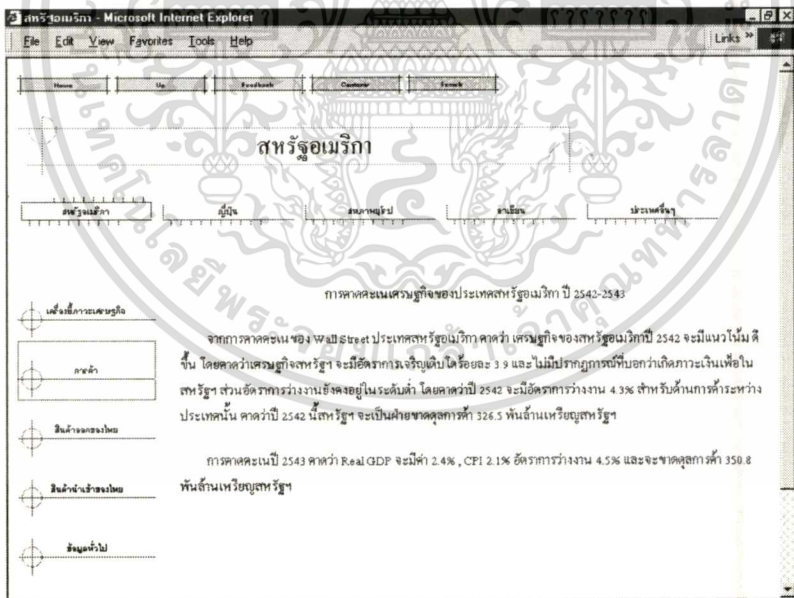 สหรัฐอเมริกา - Microsoft Internet Explorer
File Edit View Favorites Tools Help Links »
Home Up Feedback Contents Search
สหรัฐอเมริกา
สหรัฐอเมริกา ญี่ปุ่น สหภาพยุโรป อาเซียน ประเทศอื่นๆ
เครื่องชี้ภาวะเศรษฐกิจ
การค้า
สินค้าออกของไทย
สินค้านำเข้าของไทย
ข้อมูลทั่วไป
การคาดคะเนเศรษฐกิจของประเทศสหรัฐอเมริกา ปี 2542-2543
จากการคาดคะเนของ Wall Street ประเทศสหรัฐอเมริกา คาดว่า เศรษฐกิจของสหรัฐอเมริกาปี 2542 จะมีแนวโน้ม ดี
ขึ้น โดยคาดว่าเศรษฐกิจสหรัฐฯ จะมีอัตราการเจริญเติบโตร้อยละ 3.9 และไม่มีปรากฏการณ์ที่บอกว่าเกิดภาวะเงินเฟ้อใน
สหรัฐฯ ส่วนอัตราการว่างงานยังคงอยู่ในระดับต่ำ โดยคาดว่าปี 2542 จะมีอัตราการว่างงาน 4.3% สำหรับด้านการค้าระหว่าง
ประเทศนั้น คาดว่าปี 2542 นี้สหรัฐฯ จะเป็นฝ่ายขาดดุลการค้า 326.5 พันล้านเหรียญสหรัฐฯ
การคาดคะเนปี 2543 คาดว่า Real GDP จะมีค่า 2.4% , CPI 2.1% อัตราการว่างงาน 4.5% และจะขาดดุลการค้า 350.8
พันล้านเหรียญสหรัฐฯ